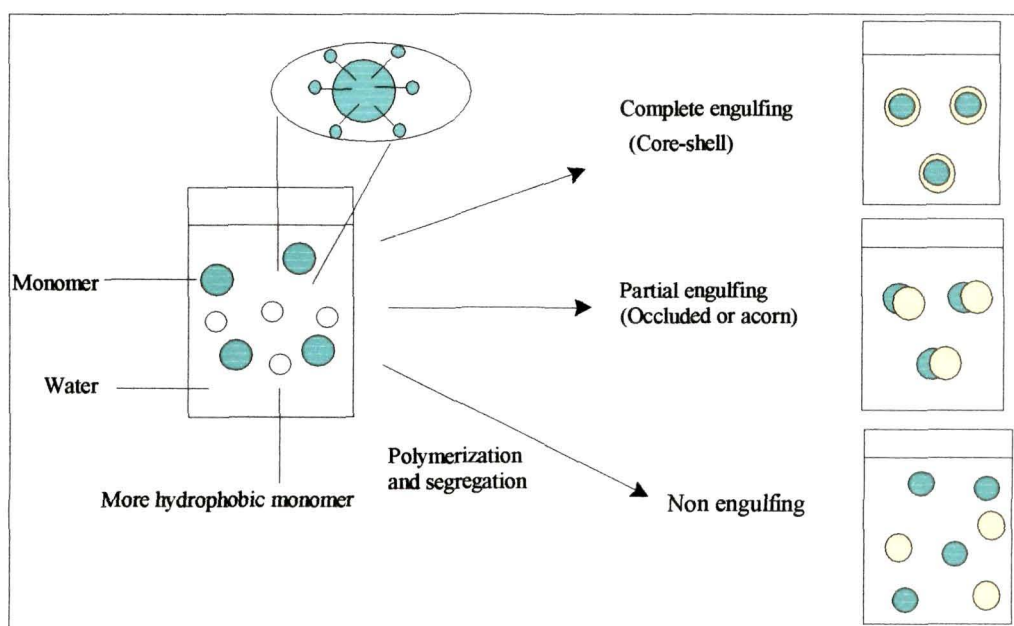 Complete engulfing
(Core-shell)
Monomer
Partial engulfing
(Occluded or acorn)
Water
Polymerization
and segregation
More hydrophobic monomer
Non engulfing